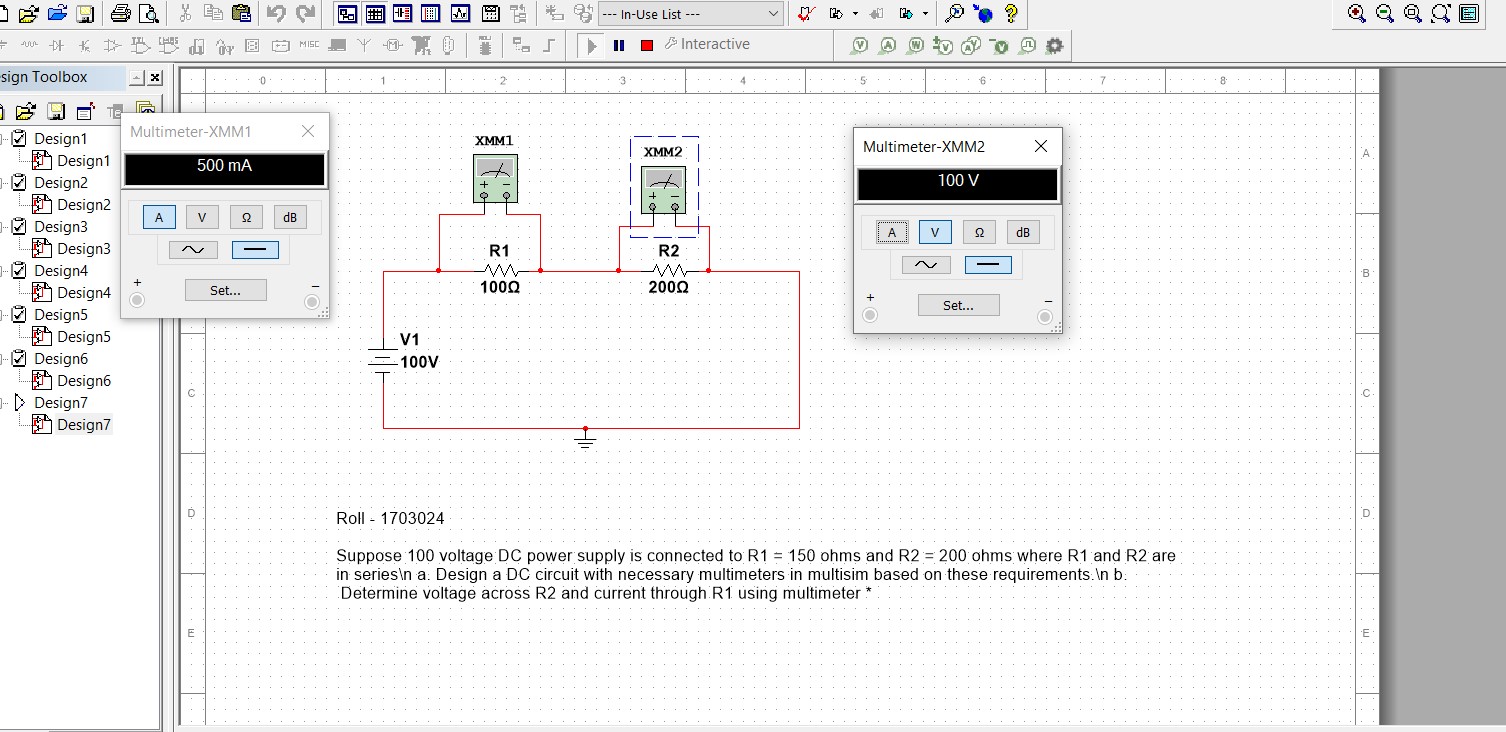 --- In-Use List ---
MISC
Interactive
V A W V A V
sign Toolbox
0 1 2 3 4 5 6 7 8
Design1
Design1
Design2
Design2
Design3
Design3
Design4
Design4
Design5
Design5
Design6
Design6
Design7
Design7
Multimeter-XMM1
500 mA
A V Ω dB
+ Set... −
XMM1
+ −
R1
100Ω
XMM2
+ −
R2
200Ω
V1
100V
Multimeter-XMM2
100 V
A V Ω dB
+ Set... −
A
B
C C
D D
E E
Roll - 1703024
Suppose 100 voltage DC power supply is connected to R1 = 150 ohms and R2 = 200 ohms where R1 and R2 are
in series\n a. Design a DC circuit with necessary multimeters in multisim based on these requirements.\n b.
Determine voltage across R2 and current through R1 using multimeter *